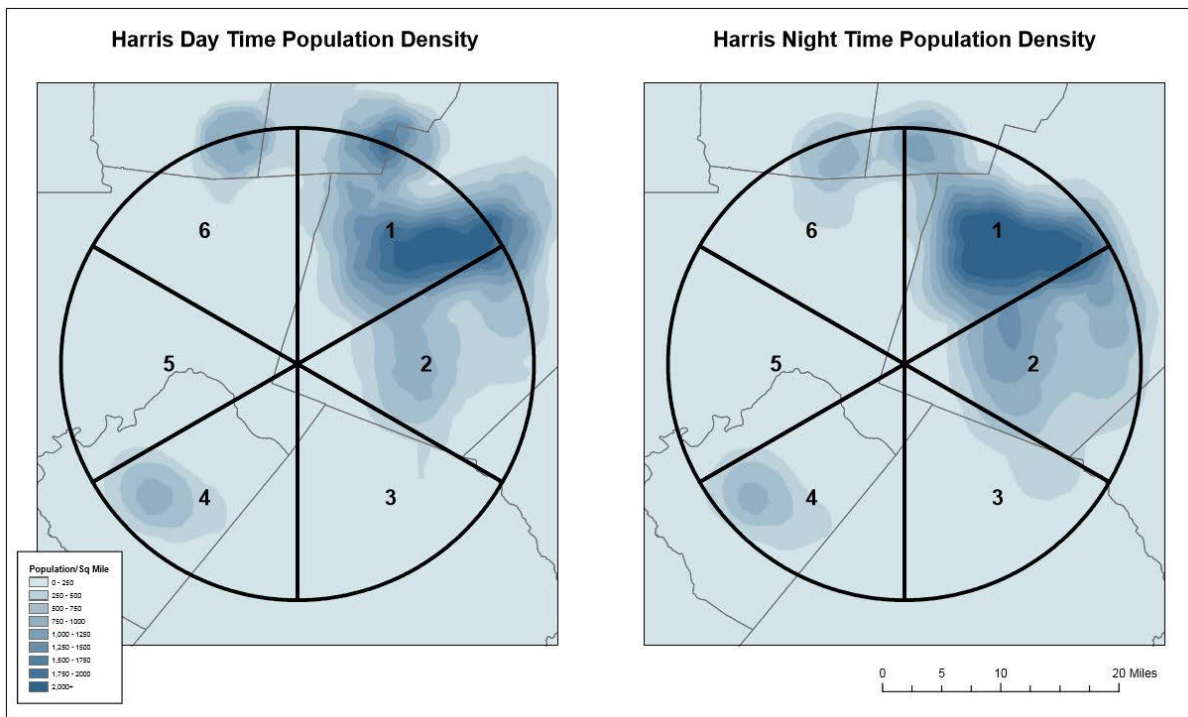 Harris Day Time Population Density
Harris Night Time Population Density
1
2
3
4
5
6
1
2
3
4
5
6
Population/Sq Mile
0 - 250
250 - 500
500 - 750
750 - 1000
1,000 - 1250
1,250 - 1500
1,500 - 1750
1,750 - 2000
2,000+
0 5 10 20 Miles